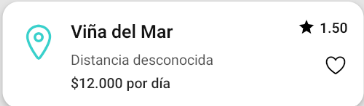 Viña del Mar
★ 1.50
Distancia desconocida
$12.000 por día